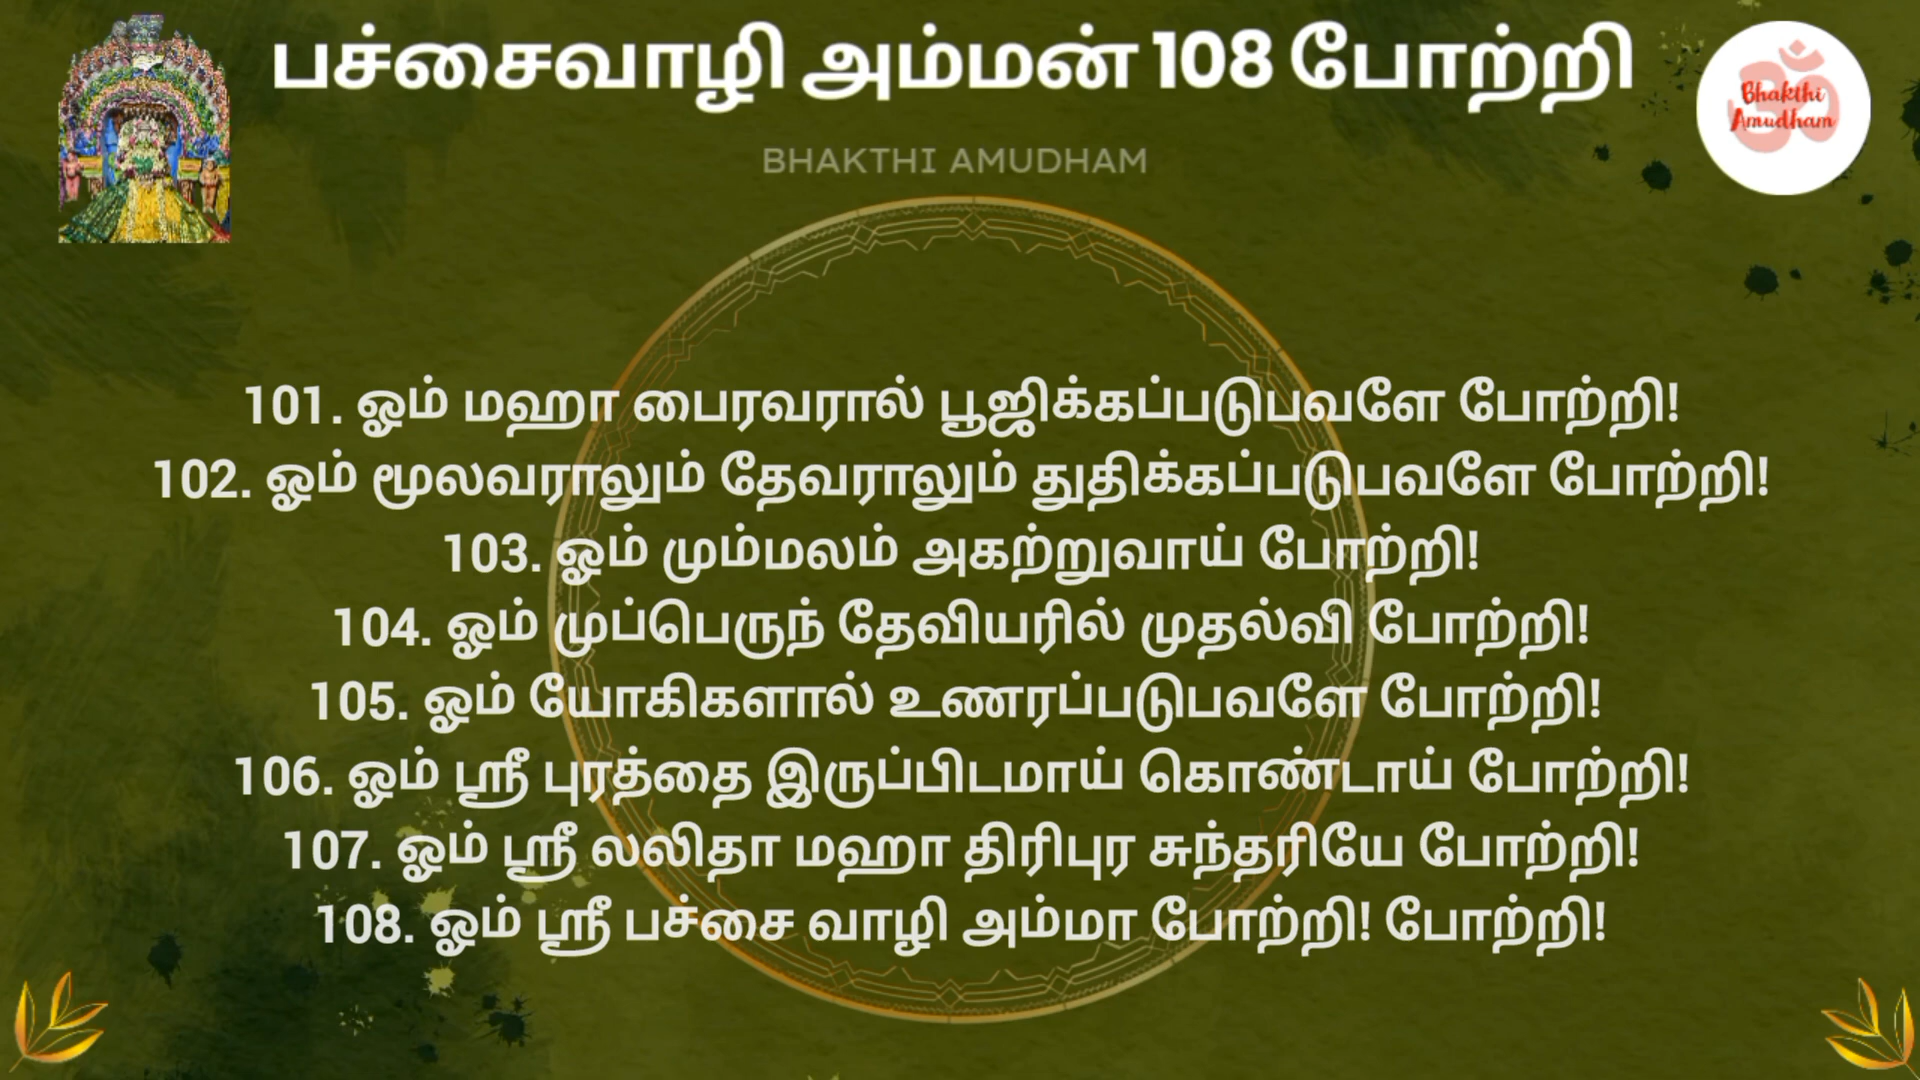 பச்சைவாழி அம்மன் 108 போற்றி
Bhakthi
Amudham
BHAKTHI AMUDHAM
101. ஓம் மஹா பைரவரால் பூஜிக்கப்படுபவளே போற்றி!
102. ஓம் மூலவராலும் தேவராலும் துதிக்கப்படுபவளே போற்றி!
103. ஓம் மும்மலம் அகற்றுவாய் போற்றி!
104. ஓம் முப்பெருந் தேவியரில் முதல்வி போற்றி!
105. ஓம் யோகிகளால் உணரப்படுபவளே போற்றி!
106. ஓம் ஸ்ரீ புரத்தை இருப்பிடமாய் கொண்டாய் போற்றி!
107. ஓம் ஸ்ரீ லலிதா மஹா திரிபுர சுந்தரியே போற்றி!
108. ஓம் ஸ்ரீ பச்சை வாழி அம்மா போற்றி! போற்றி!